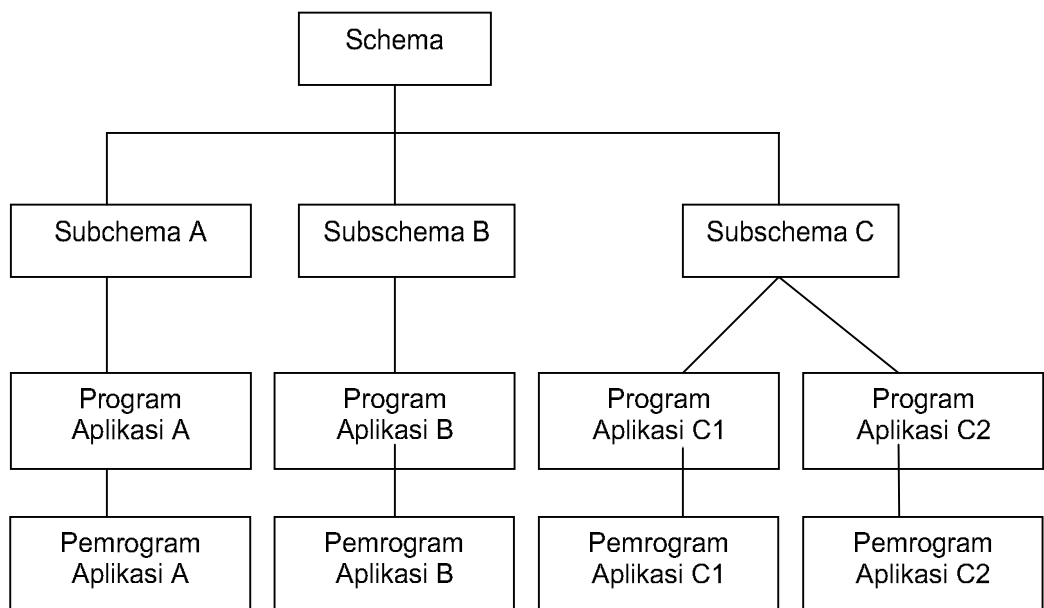 Schema
Subchema A
Subschema B
Subschema C
Program
Aplikasi A
Program
Aplikasi B
Program
Aplikasi C1
Program
Aplikasi C2
Pemrogram
Aplikasi A
Pemrogram
Aplikasi B
Pemrogram
Aplikasi C1
Pemrogram
Aplikasi C2